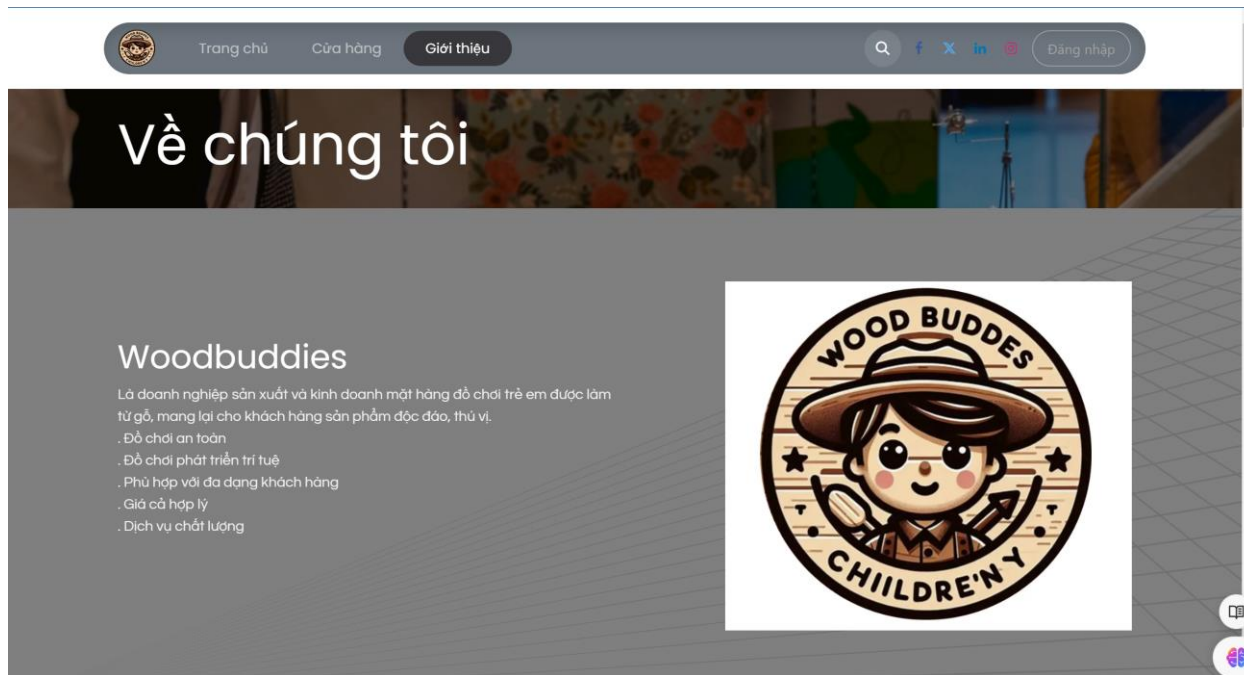 Trang chủ
Cửa hàng
Giới thiệu
Đăng nhập
Về chúng tôi
Woodbuddies
Là doanh nghiệp sản xuất và kinh doanh mặt hàng đồ chơi trẻ em được làm
từ gỗ, mang lại cho khách hàng sản phẩm độc đáo, thú vị.
. Đồ chơi an toàn
. Đồ chơi phát triển trí tuệ
. Phù hợp với đa dạng khách hàng
. Giá cả hợp lý
. Dịch vụ chất lượng
WOOD BUDDES
CHIILDRE'N Y